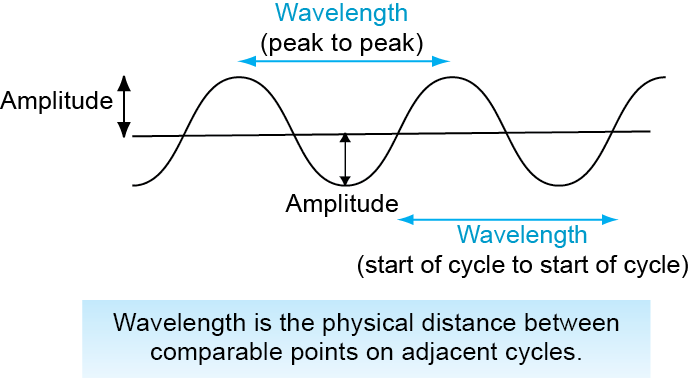 Wavelength
(peak to peak)
Amplitude
Amplitude
Wavelength
(start of cycle to start of cycle)
Wavelength is the physical distance between
comparable points on adjacent cycles.